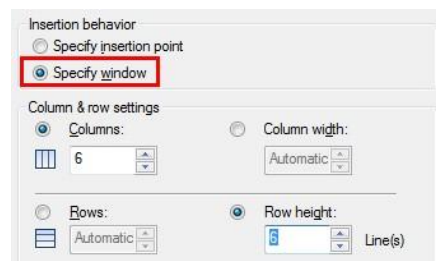 Insertion behavior
Specify insertion point
Specify window
Column & row settings
Columns: Column width:
6 Automatic
Rows: Row height:
Automatic 6 Line(s)